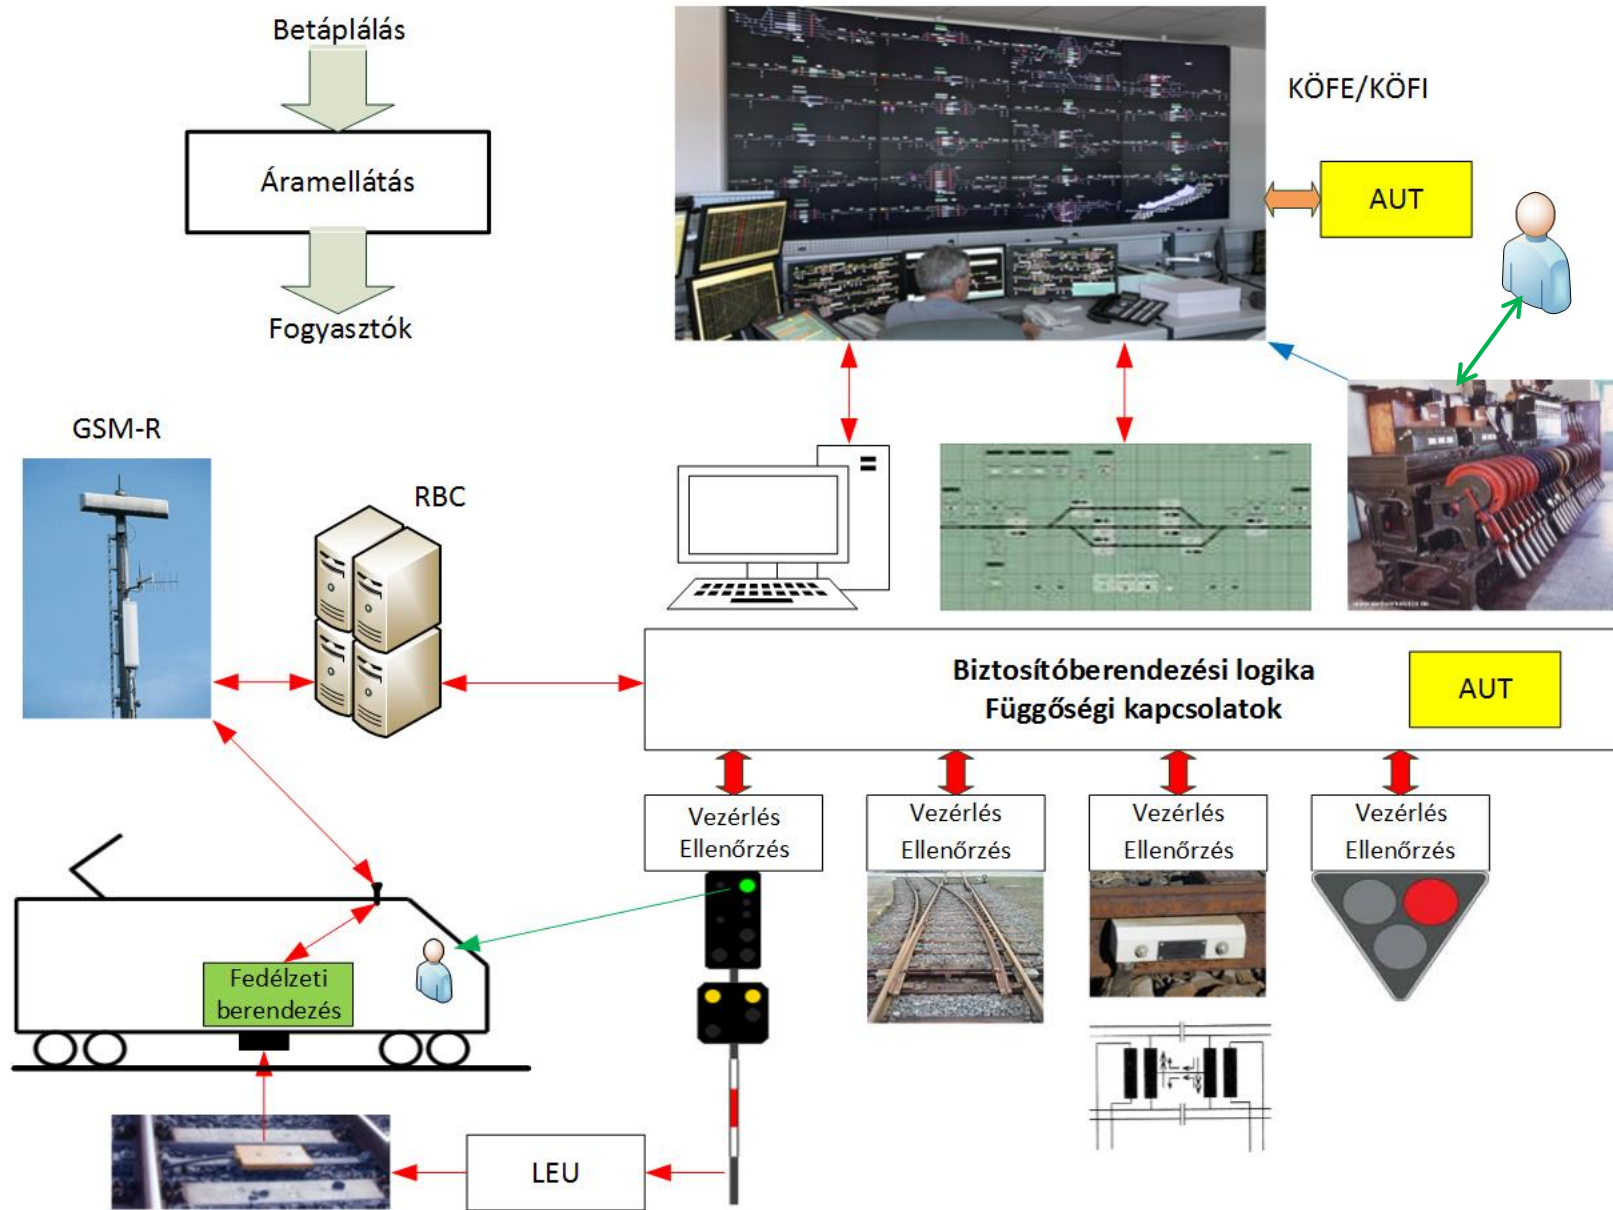 Betáplálás
Áramellátás
Fogyasztók
KÖFE/KÖFI
AUT
GSM-R
RBC
Biztosítóberendezési logika
Függőségi kapcsolatok
AUT
Vezérlés
Ellenőrzés
Vezérlés
Ellenőrzés
Vezérlés
Ellenőrzés
Vezérlés
Ellenőrzés
Fedélzeti
berendezés
LEU